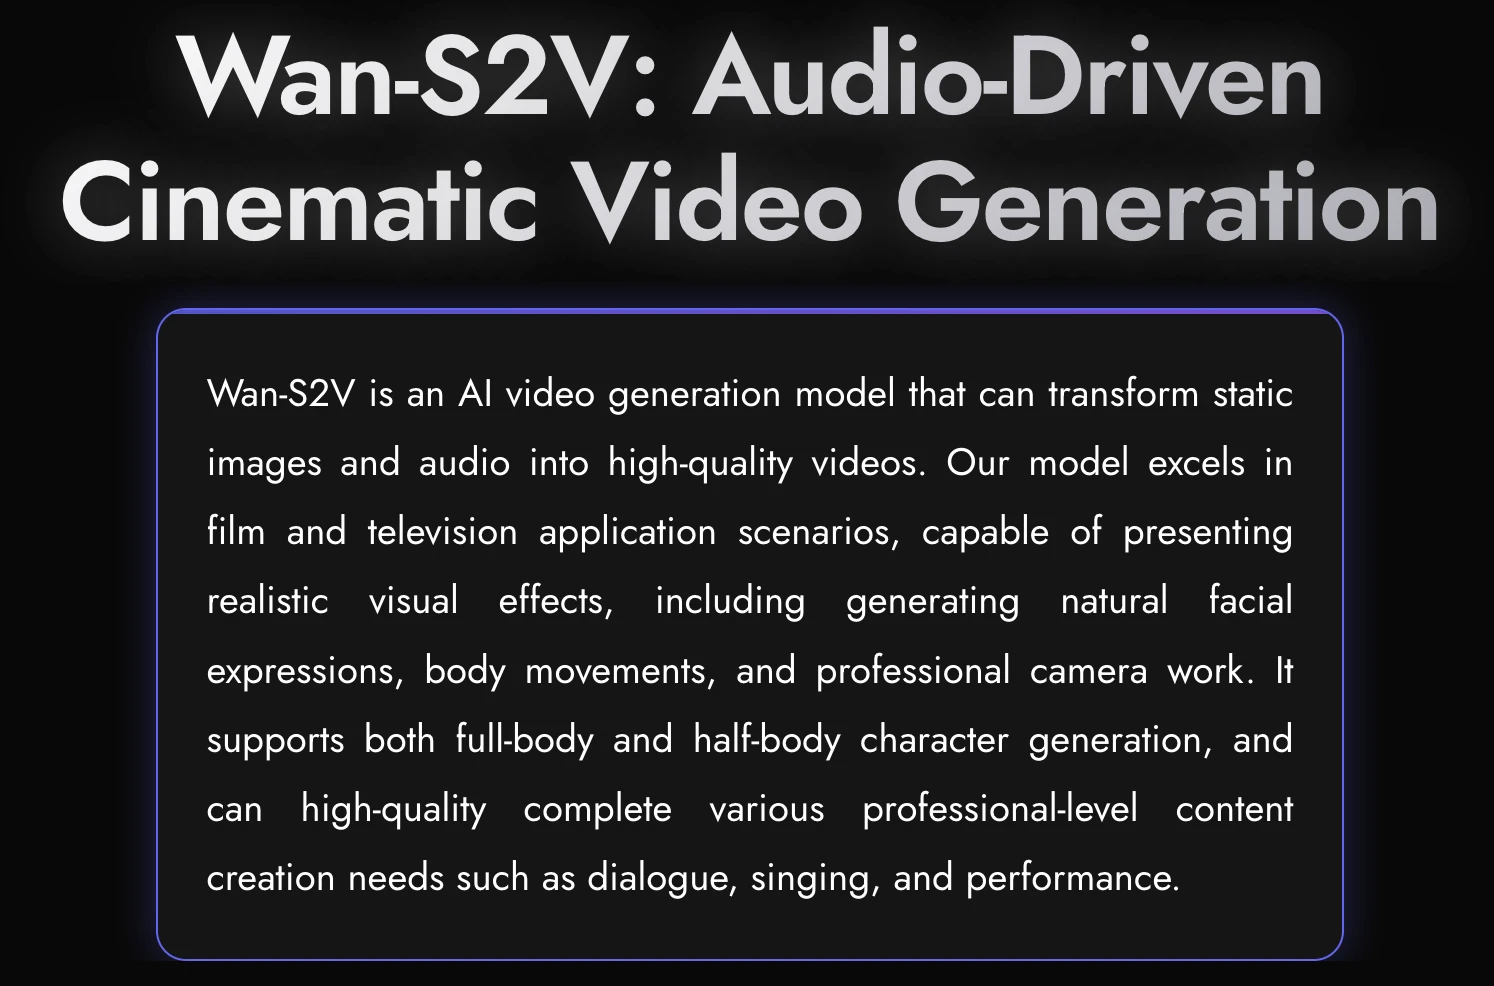 Wan-S2V: Audio-Driven
Cinematic Video Generation
Wan-S2V is an AI video generation model that can transform static
images and audio into high-quality videos. Our model excels in
film and television application scenarios, capable of presenting
realistic visual effects, including generating natural facial
expressions, body movements, and professional camera work. It
supports both full-body and half-body character generation, and
can high-quality complete various professional-level content
creation needs such as dialogue, singing, and performance.